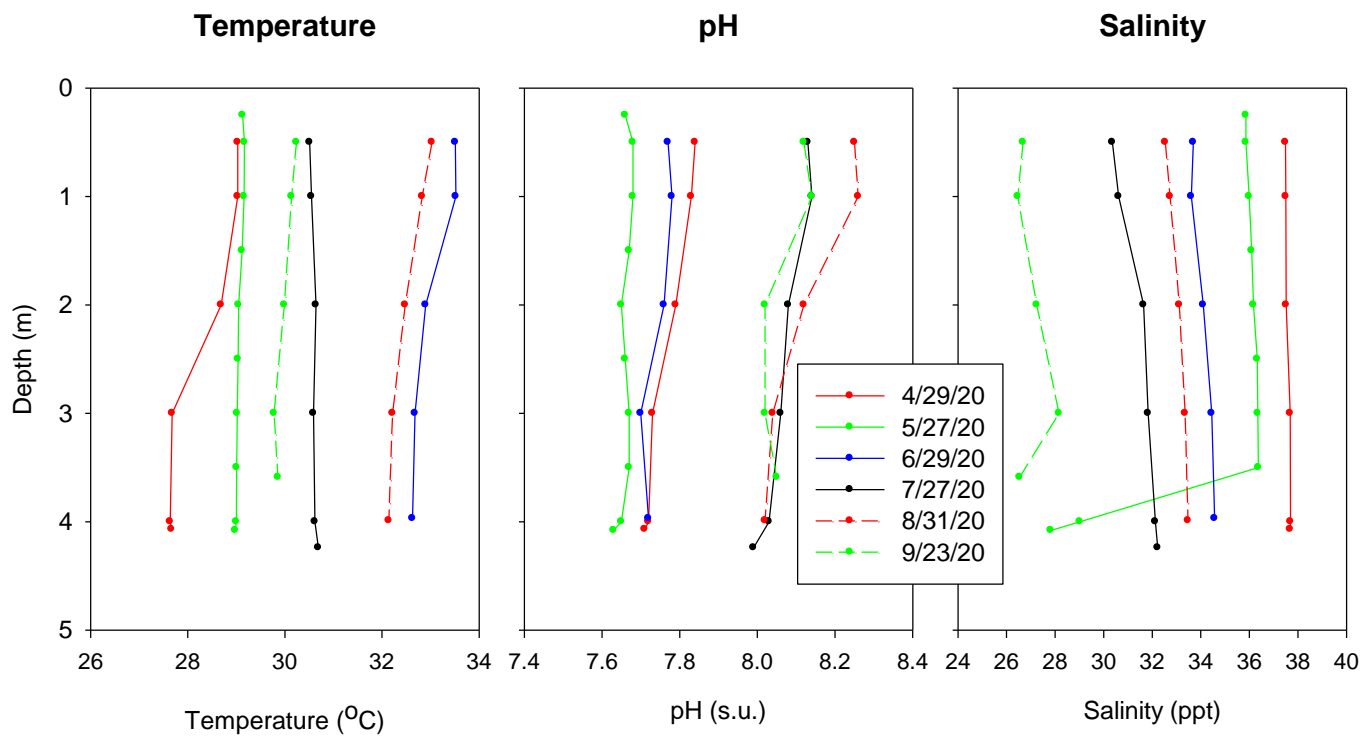 Temperature pH Salinity
0
1
2
3
4
5
Depth (m)
26 28 30 32 34
7.4 7.6 7.8 8.0 8.2 8.4
24 26 28 30 32 34 36 38 40
Temperature (ºC)
pH (s.u.)
Salinity (ppt)
4/29/20
5/27/20
6/29/20
7/27/20
8/31/20
9/23/20